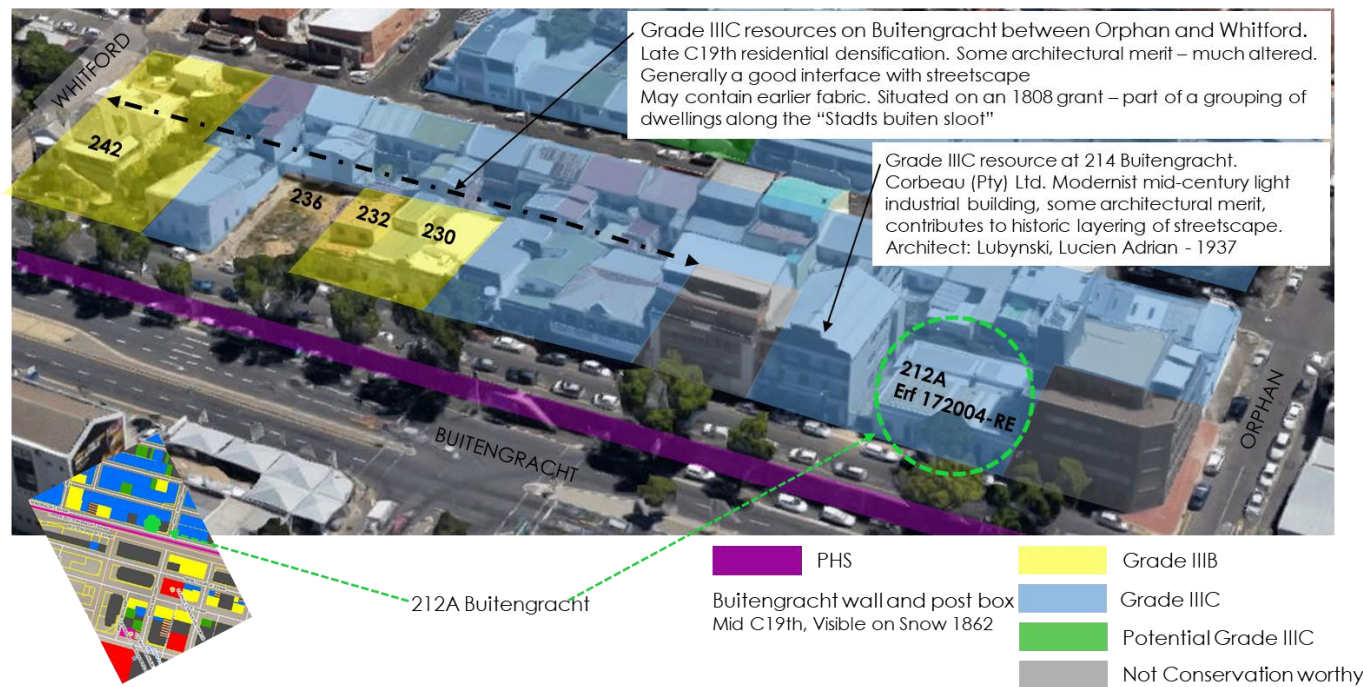 Grade IIIC resources on Buitengracht between Orphan and Whitford.
Late C19th residential densification. Some architectural merit – much altered.
Generally a good interface with streetscape
May contain earlier fabric. Situated on an 1808 grant – part of a grouping of
dwellings along the “Stadts buiten sloot”
WHITFORD
242
236
232
230
Grade IIIC resource at 214 Buitengracht.
Corbeau (Pty) Ltd. Modernist mid-century light
industrial building, some architectural merit,
contributes to historic layering of streetscape.
Architect: Lubynski, Lucien Adrian - 1937
212A
Erf 172004-RE
ORPHAN
BUITENGRACHT
212A Buitengracht
PHS
Buitengracht wall and post box
Mid C19th, Visible on Snow 1862
Grade IIIB
Grade IIIC
Potential Grade IIIC
Not Conservation worthy